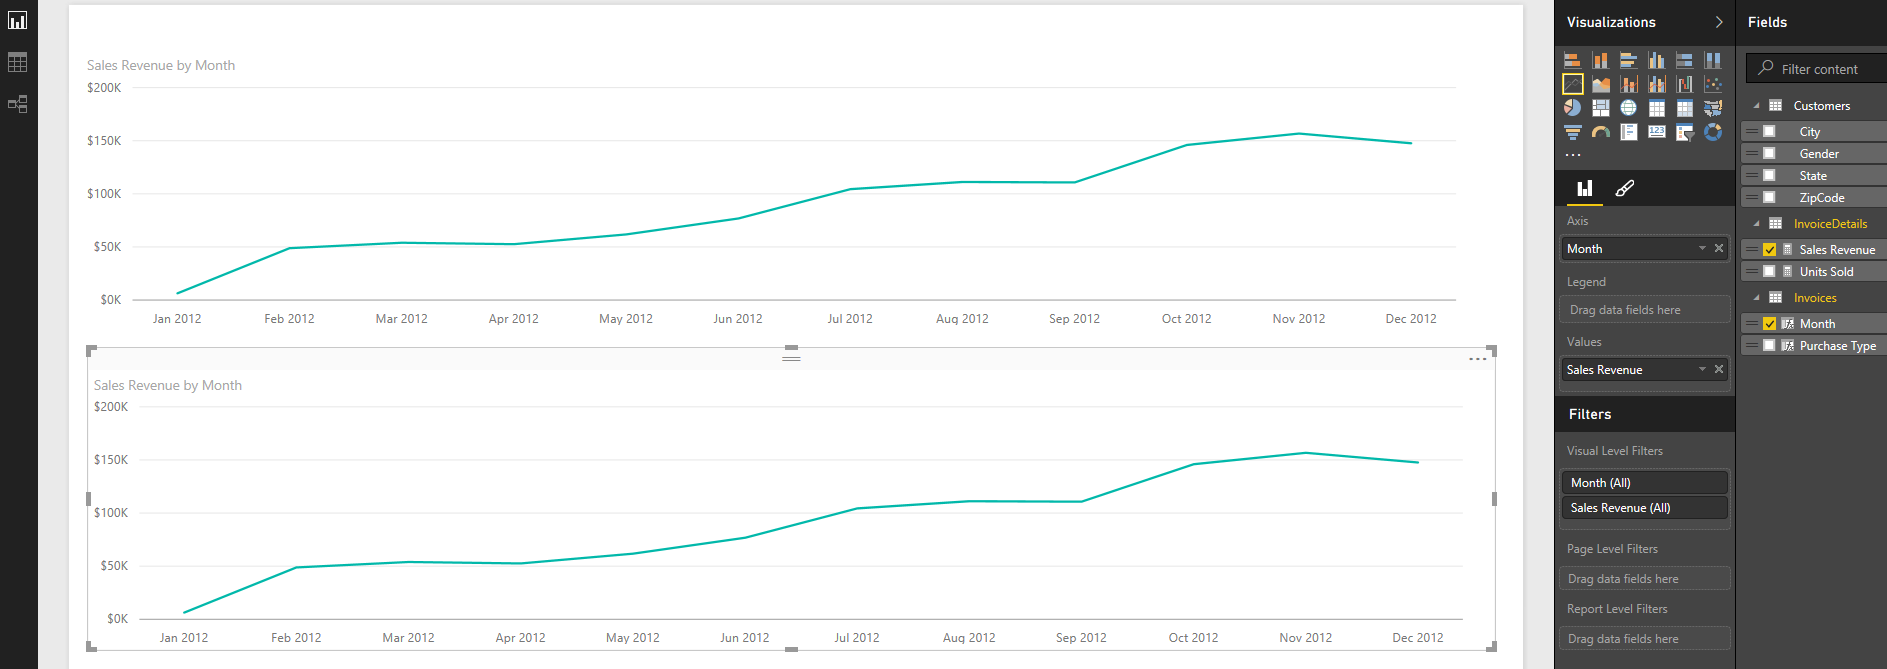 Sales Revenue by Month
$200K
$150K
$100K
$50K
$0K
Jan 2012 Feb 2012 Mar 2012 Apr 2012 May 2012 Jun 2012 Jul 2012 Aug 2012 Sep 2012 Oct 2012 Nov 2012 Dec 2012
Sales Revenue by Month
$200K
$150K
$100K
$50K
$0K
Jan 2012 Feb 2012 Mar 2012 Apr 2012 May 2012 Jun 2012 Jul 2012 Aug 2012 Sep 2012 Oct 2012 Nov 2012 Dec 2012
Visualizations
123
Axis
Month
Legend
Drag data fields here
Values
Sales Revenue
Filters
Visual Level Filters
Month (All)
Sales Revenue (All)
Page Level Filters
Drag data fields here
Report Level Filters
Drag data fields here
Fields
Filter content
Customers
City
Gender
State
ZipCode
InvoiceDetails
Sales Revenue
Units Sold
Invoices
Month
Purchase Type